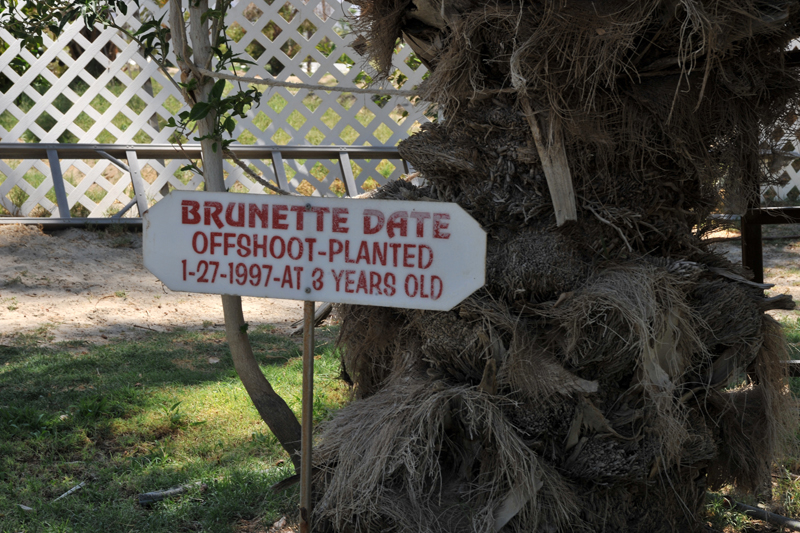 BRUNETTE DATE
OFFSHOOT-PLANTED
1-27-1997-AT 3 YEARS OLD